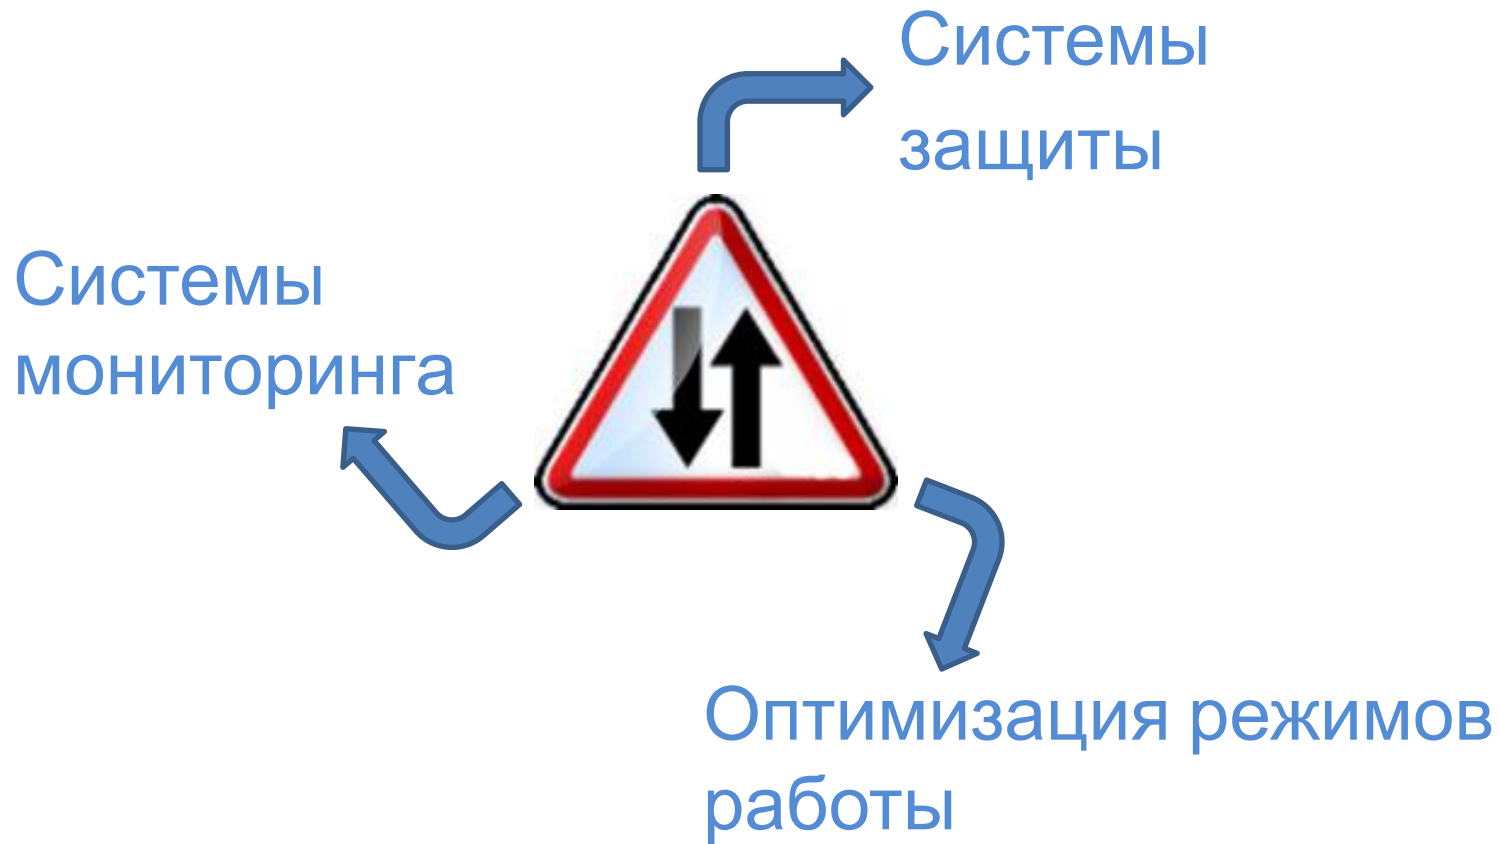 Системы
защиты
Системы
мониторинга
Оптимизация режимов
работы